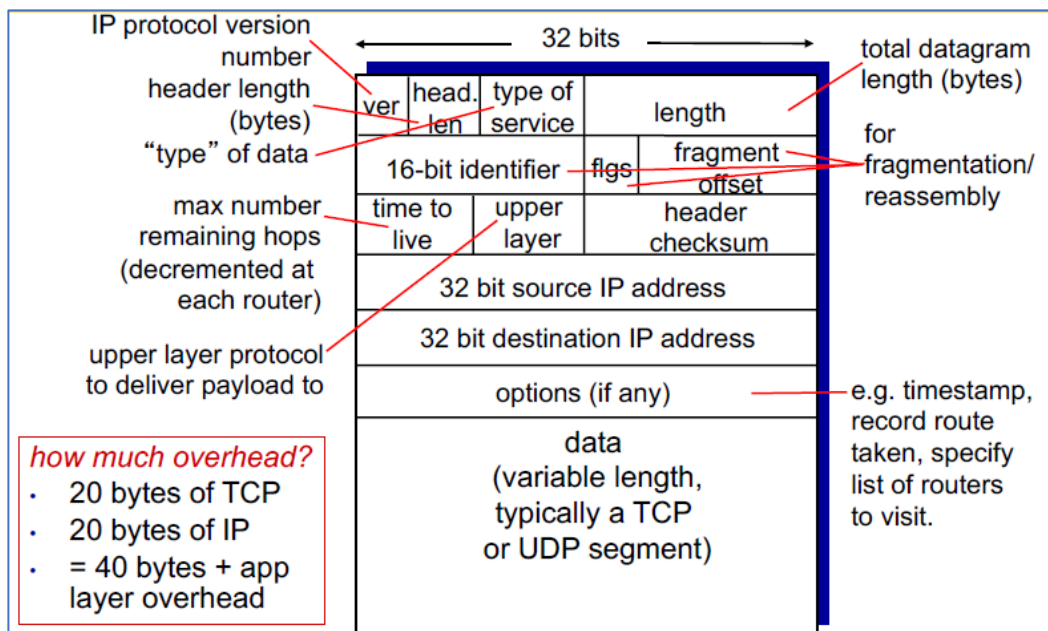 IP protocol version
number
header length
(bytes)
“type” of data
max number
remaining hops
(decremented at
each router)
upper layer protocol
to deliver payload to
how much overhead?
• 20 bytes of TCP
• 20 bytes of IP
• = 40 bytes + app
layer overhead
32 bits
ver
head.
len
type of
service
length
16-bit identifier
flgs
fragment
offset
time to
live
upper
layer
header
checksum
32 bit source IP address
32 bit destination IP address
options (if any)
data
(variable length,
typically a TCP
or UDP segment)
total datagram
length (bytes)
for
fragmentation/
reassembly
e.g. timestamp,
record route
taken, specify
list of routers
to visit.